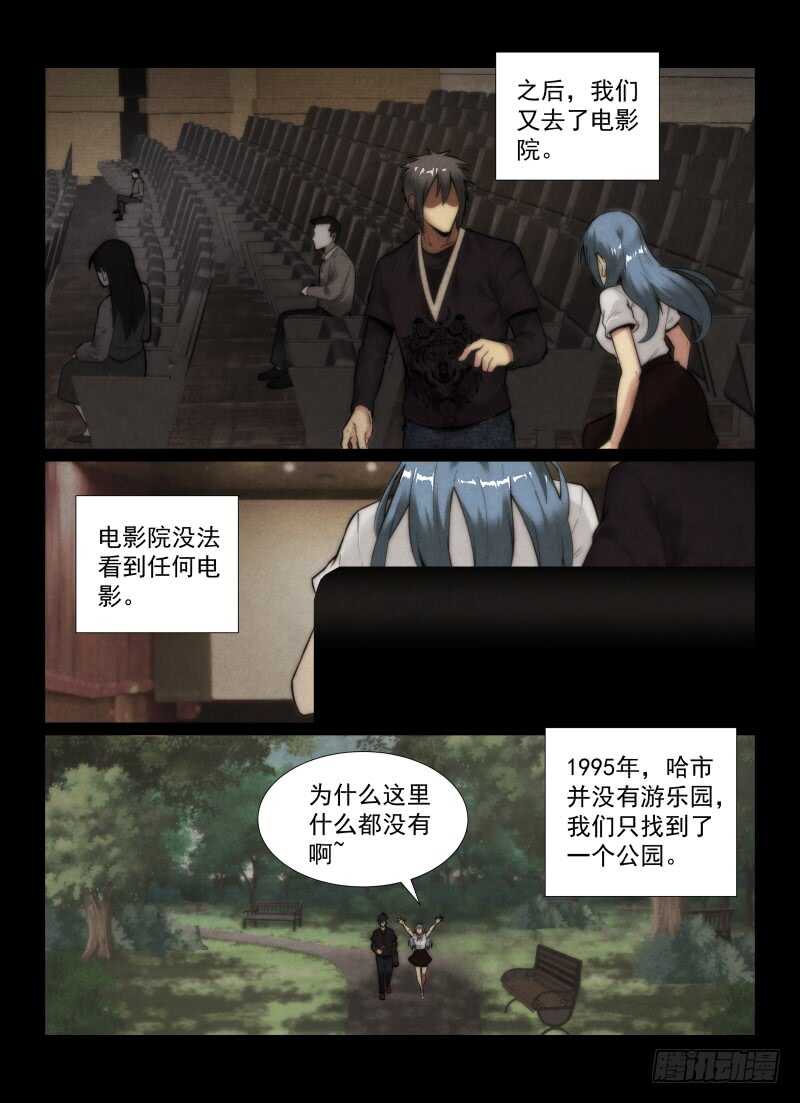 之后，我们
又去了电影
院。
电影院没法
看到任何电
影。
1995年，哈市
并没有游乐园，
我们只找到了
一个公园。
为什么这里
什么都没有
啊~
腾讯动漫